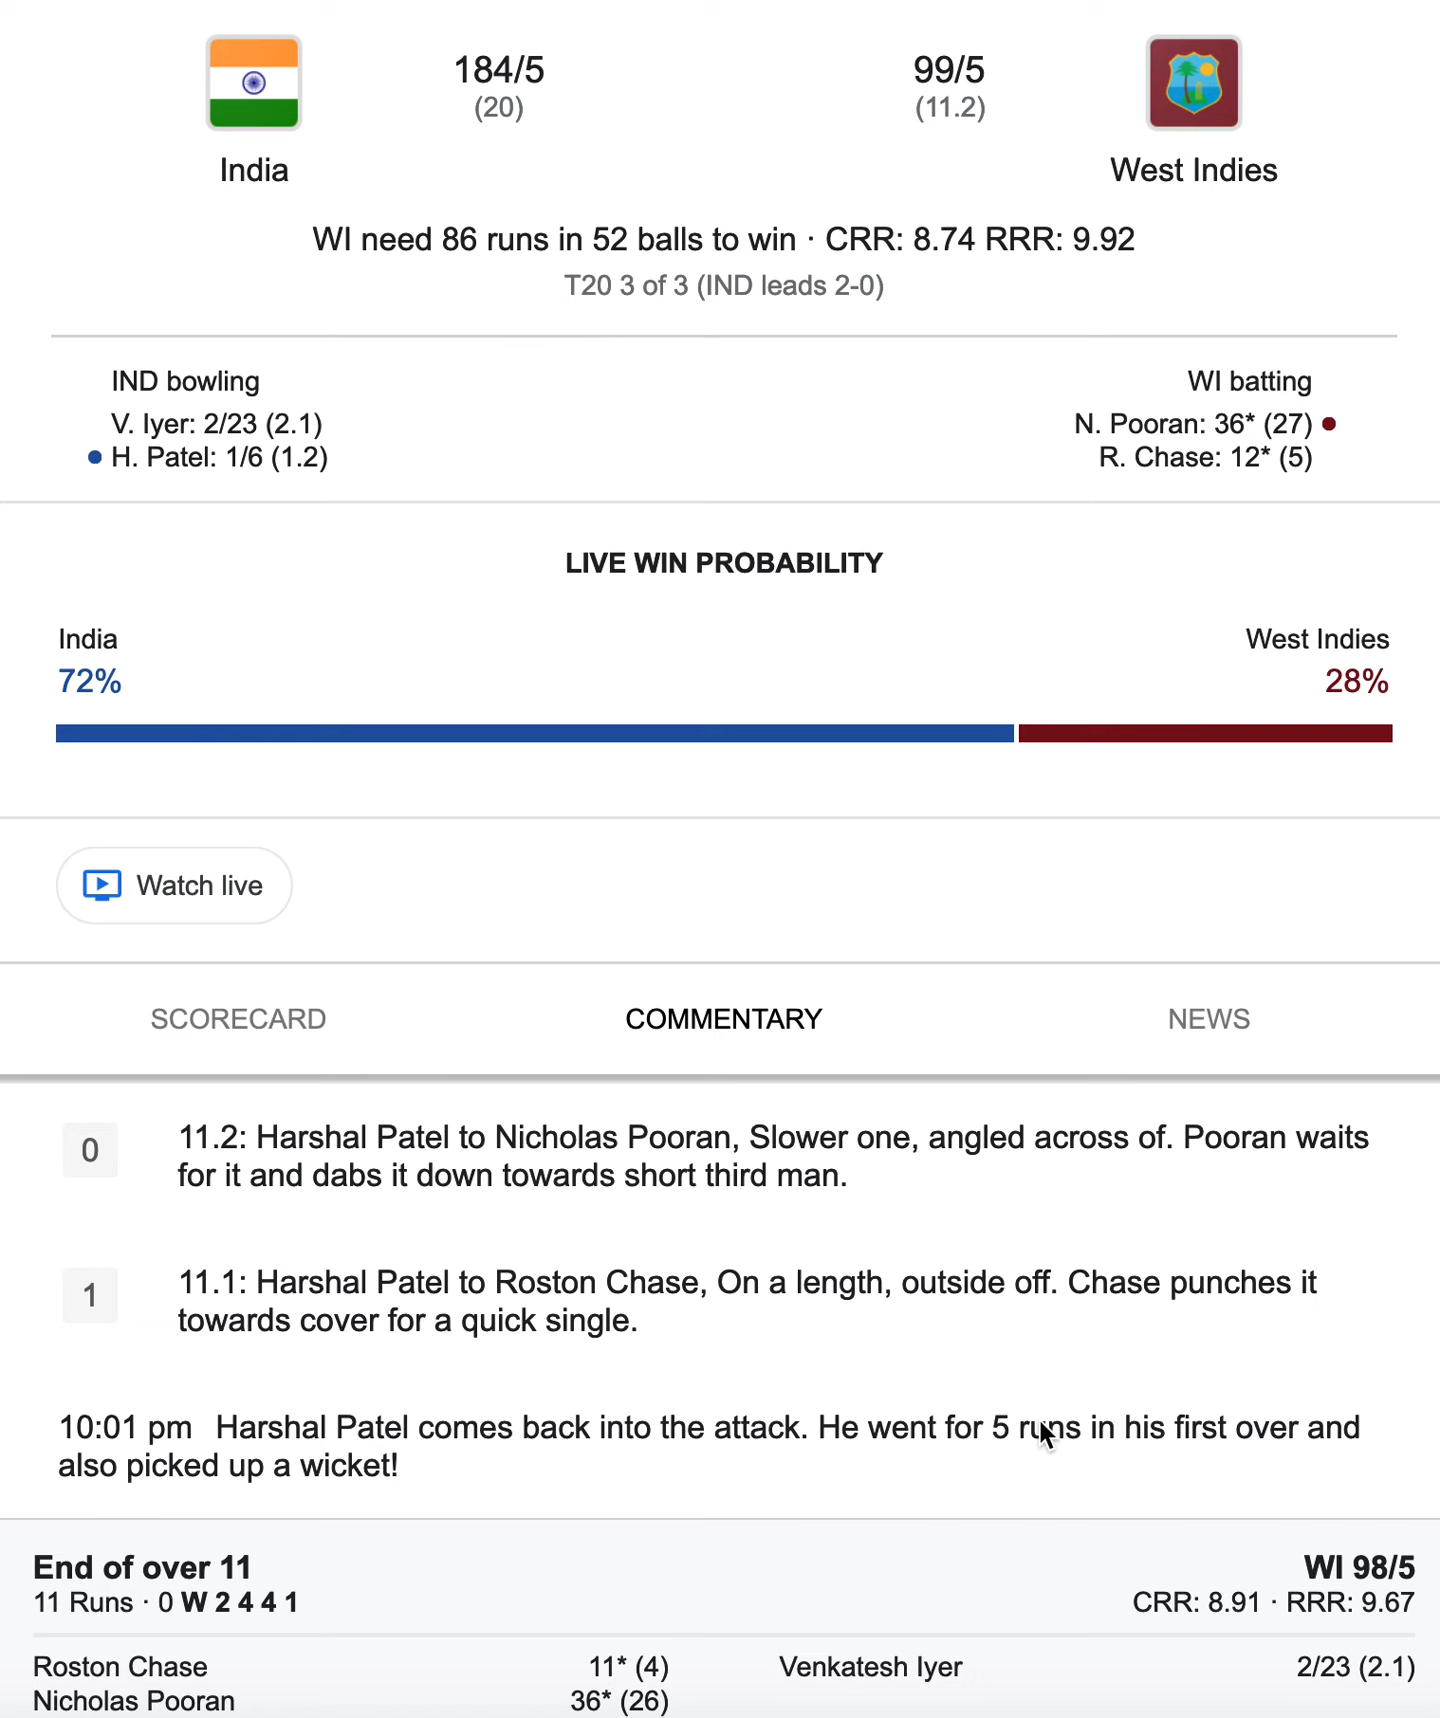 184/5
(20)
India
99/5
(11.2)
West Indies
WI need 86 runs in 52 balls to win · CRR: 8.74 RRR: 9.92
T20 3 of 3 (IND leads 2-0)
IND bowling
V. Iyer: 2/23 (2.1)
H. Patel: 1/6 (1.2)
WI batting
N. Pooran: 36* (27)
R. Chase: 12* (5)
LIVE WIN PROBABILITY
India
72%
West Indies
28%
Watch live
SCORECARD
COMMENTARY
NEWS
0
11.2: Harshal Patel to Nicholas Pooran, Slower one, angled across of. Pooran waits
for it and dabs it down towards short third man.
1
11.1: Harshal Patel to Roston Chase, On a length, outside off. Chase punches it
towards cover for a quick single.
10:01 pm Harshal Patel comes back into the attack. He went for 5 runs in his first over and
also picked up a wicket!
End of over 11
11 Runs · 0 W 2 4 4 1
WI 98/5
CRR: 8.91 · RRR: 9.67
Roston Chase 11* (4)
Nicholas Pooran 36* (26)
Venkatesh Iyer 2/23 (2.1)